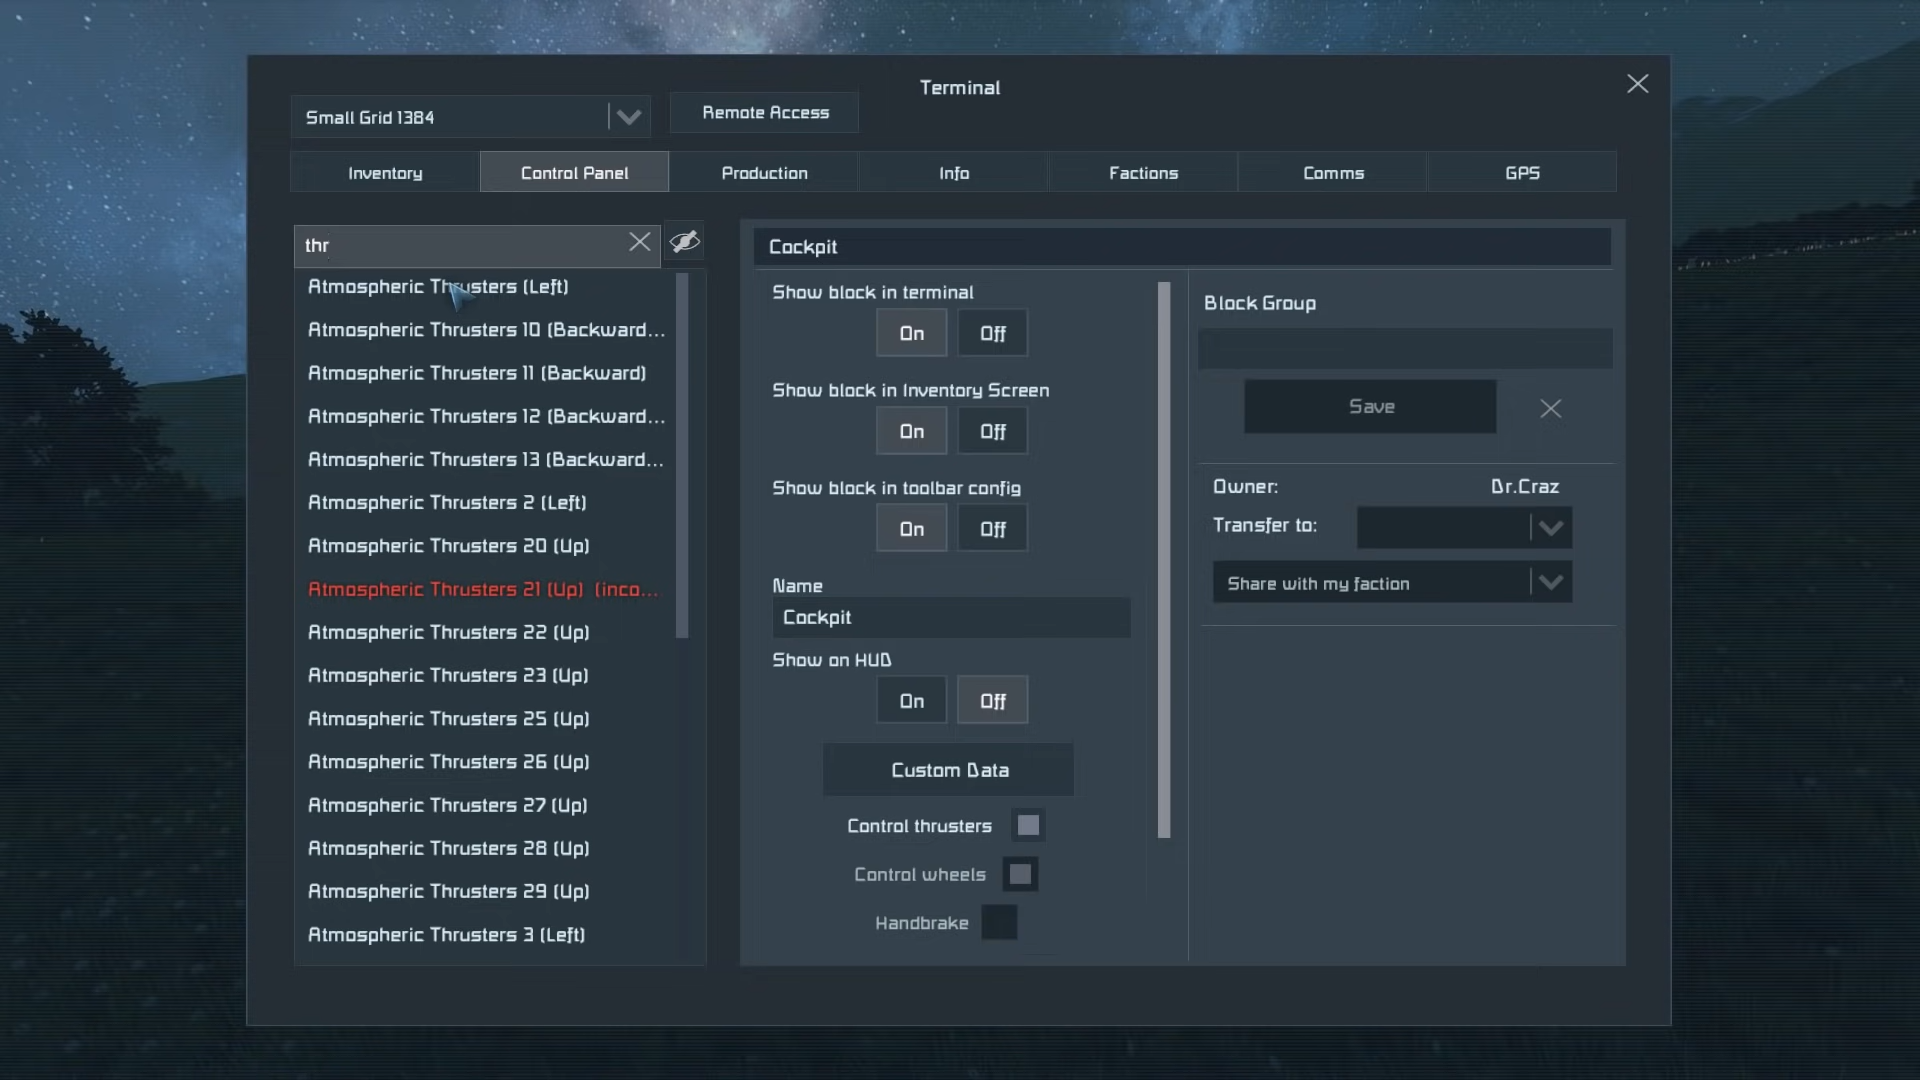 Terminal
Small Grid 1384
Remote Access
Inventory
Control Panel
Production
Info
Factions
Comms
GPS
thr
Atmospheric Thrusters (Left)
Atmospheric Thrusters 10 (Backward...
Atmospheric Thrusters 11 (Backward)
Atmospheric Thrusters 12 (Backward...
Atmospheric Thrusters 13 (Backward...
Atmospheric Thrusters 2 (Left)
Atmospheric Thrusters 20 (Up)
Atmospheric Thrusters 21 (Up) (inco...
Atmospheric Thrusters 22 (Up)
Atmospheric Thrusters 23 (Up)
Atmospheric Thrusters 25 (Up)
Atmospheric Thrusters 26 (Up)
Atmospheric Thrusters 27 (Up)
Atmospheric Thrusters 28 (Up)
Atmospheric Thrusters 29 (Up)
Atmospheric Thrusters 3 (Left)
Cockpit
Show block in terminal
On Off
Show block in Inventory Screen
On Off
Show block in toolbar config
On Off
Name
Cockpit
Show on HUD
On Off
Custom Data
Control thrusters
Control wheels
Handbrake
Block Group
Save
Owner: Dr.Craz
Transfer to:
Share with my faction